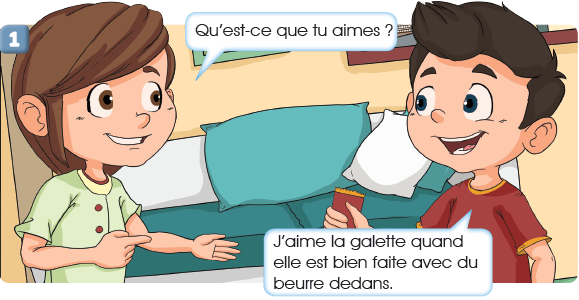 1
Qu'est-ce que tu aimes ?
J'aime la galette quand
elle est bien faite avec du
beurre dedans.